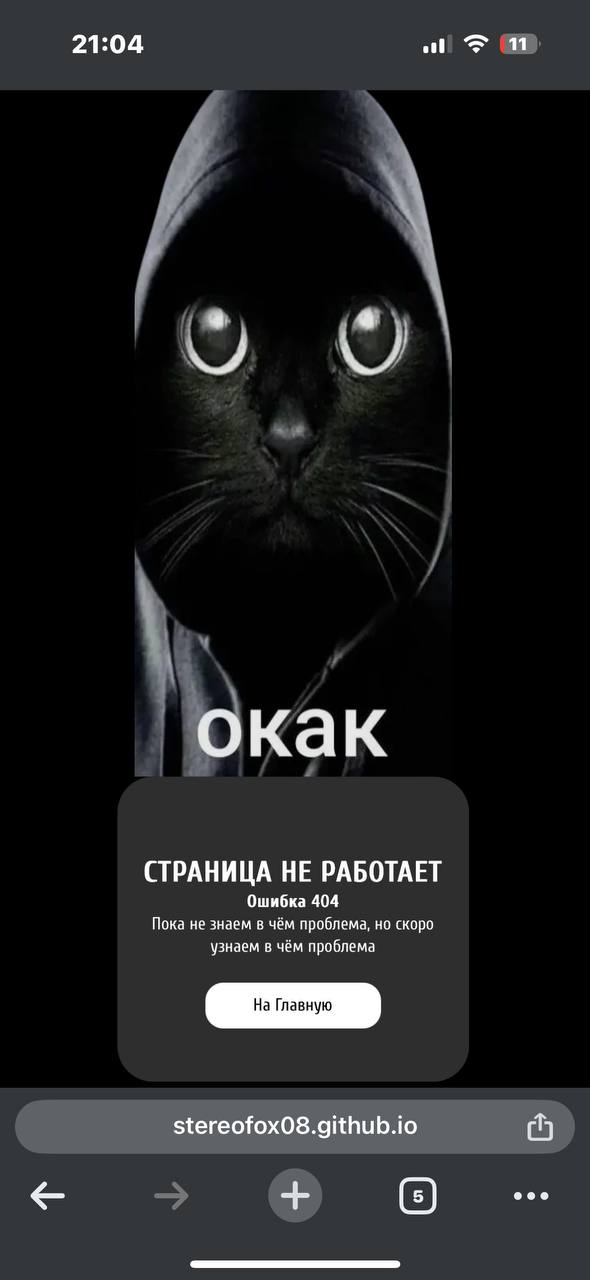 21:04
11
окак
СТРАНИЦА НЕ РАБОТАЕТ
Ошибка 404
Пока не знаем в чём проблема, но скоро
узнаем в чём проблема
На Главную
stereofox08.github.io
5